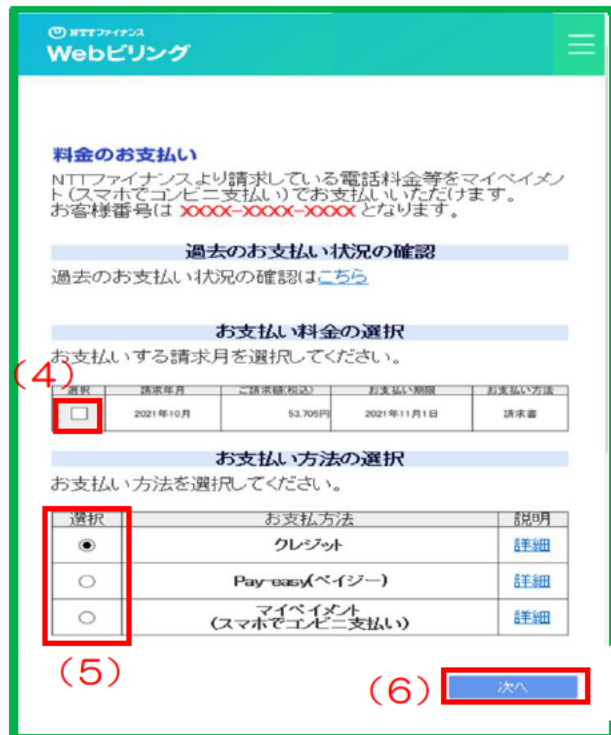 NTTファイナンス
Webビリング
料金のお支払い
NTTファイナンスより請求している電話料金等をマイペイメン
ト(スマホでコンビニ支払い)でお支払いいただけます。
お客様番号は xxxx-xxxx-xxxx となります。
過去のお支払い状況の確認
過去のお支払い状況の確認はこちら
お支払い料金の選択
お支払いする請求月を選択してください。
(4)
選択 請求年月 ご請求額(税込) お支払い期限 お支払い方法
2021年10月 53,705円 2021年11月1日 請求書
お支払い方法の選択
お支払い方法を選択してください。
選択 お支払方法 説明
クレジット 詳細
Pay-easy(ペイジー) 詳細
マイペイメント
(スマホでコンビニ支払い) 詳細
(5)
(6) 次へ